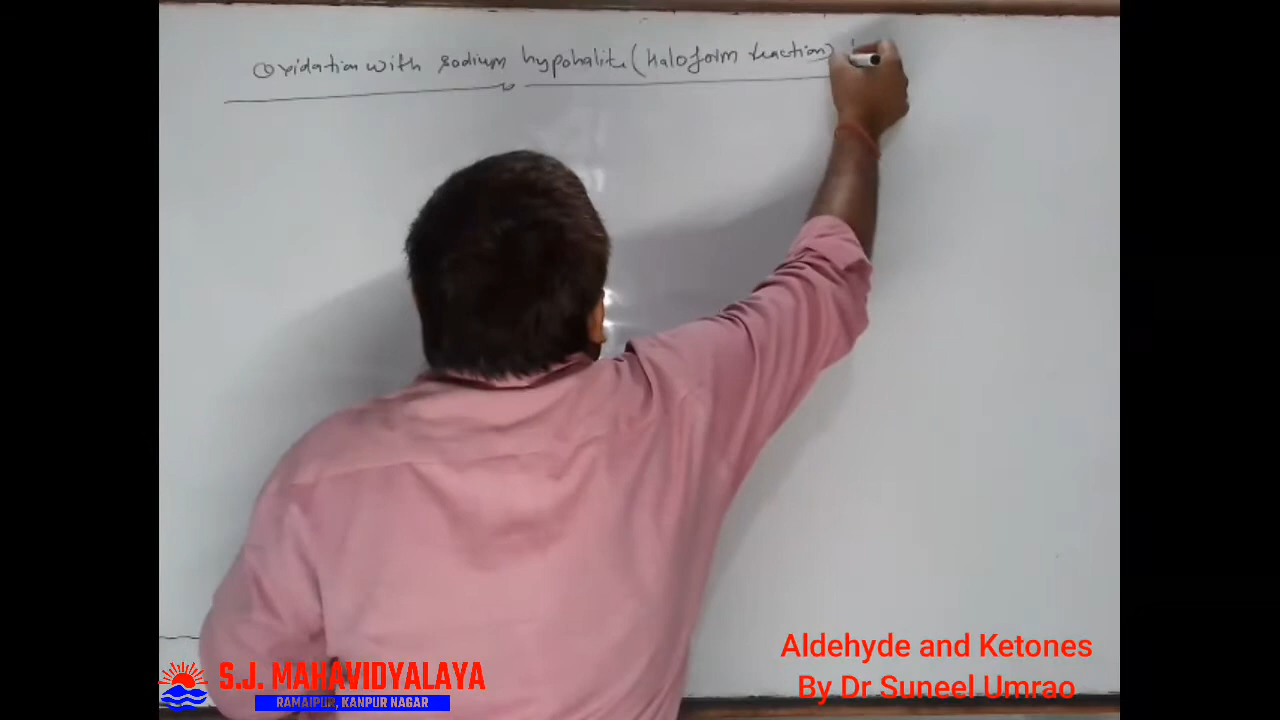 Oxidation with sodium hypohalite (haloform reaction)
S.J. MAHAVIDYALAYA
RAMAIPUR, KANPUR NAGAR
Aldehyde and Ketones
By Dr Suneel Umrao